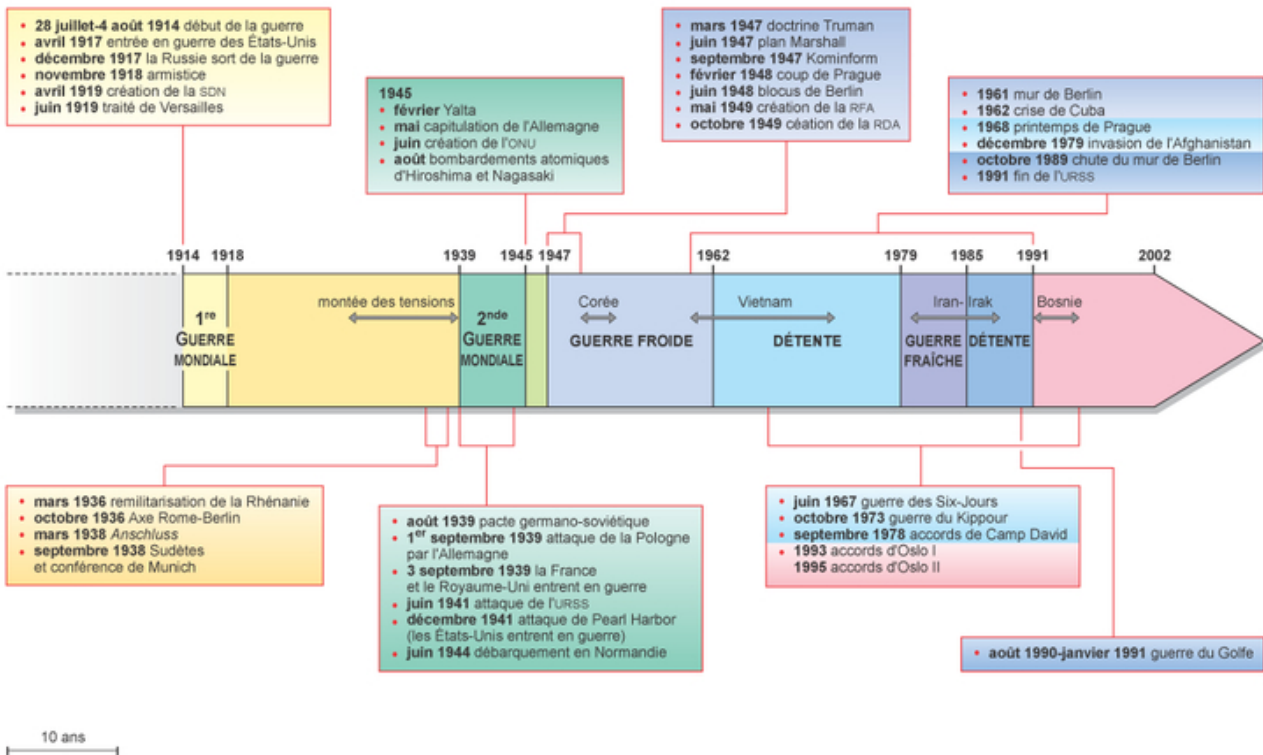 • 28 juillet-4 août 1914 début de la guerre
• avril 1917 entrée en guerre des États-Unis
• décembre 1917 la Russie sort de la guerre
• novembre 1918 armistice
• avril 1919 création de la SDN
• juin 1919 traité de Versailles
1945
• février Yalta
• mai capitulation de l'Allemagne
• juin création de l'ONU
• août bombardements atomiques
d'Hiroshima et Nagasaki
• mars 1947 doctrine Truman
• juin 1947 plan Marshall
• septembre 1947 Kominform
• février 1948 coup de Prague
• juin 1948 blocus de Berlin
• mai 1949 création de la RFA
• octobre 1949 céation de la RDA
• 1961 mur de Berlin
• 1962 crise de Cuba
• 1968 printemps de Prague
• décembre 1979 invasion de l'Afghanistan
• octobre 1989 chute du mur de Berlin
• 1991 fin de l'URSS
1914 1918 1939 1945 1947 1962 1979 1985 1991 2002
montée des tensions
Corée
Vietnam
Iran-Irak
Bosnie
1re
GUERRE
MONDIALE
2nde
GUERRE
MONDIALE
GUERRE FROIDE
DÉTENTE
GUERRE
FRAÎCHE
DÉTENTE
• mars 1936 remilitarisation de la Rhénanie
• octobre 1936 Axe Rome-Berlin
• mars 1938 Anschluss
• septembre 1938 Sudètes
et conférence de Munich
• août 1939 pacte germano-soviétique
• 1er septembre 1939 attaque de la Pologne
par l'Allemagne
• 3 septembre 1939 la France
et le Royaume-Uni entrent en guerre
• juin 1941 attaque de l'URSS
• décembre 1941 attaque de Pearl Harbor
(les États-Unis entrent en guerre)
• juin 1944 débarquement en Normandie
• juin 1967 guerre des Six-Jours
• octobre 1973 guerre du Kippour
• septembre 1978 accords de Camp David
• 1993 accords d'Oslo I
1995 accords d'Oslo II
• août 1990-janvier 1991 guerre du Golfe
10 ans